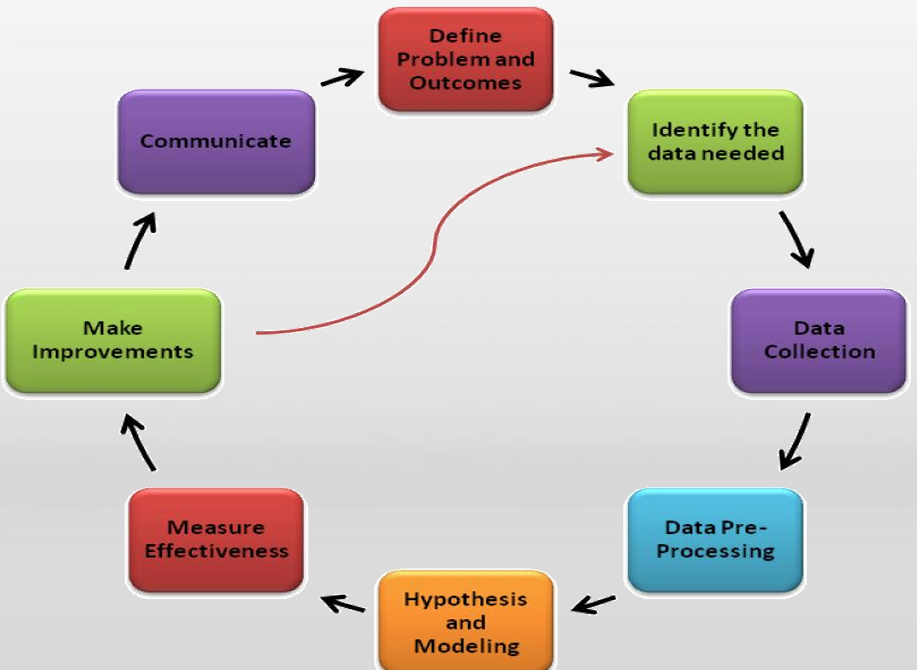 Define
Problem and
Outcomes
Identify the
data needed
Data
Collection
Data Pre-
Processing
Hypothesis
and
Modeling
Measure
Effectiveness
Make
Improvements
Communicate